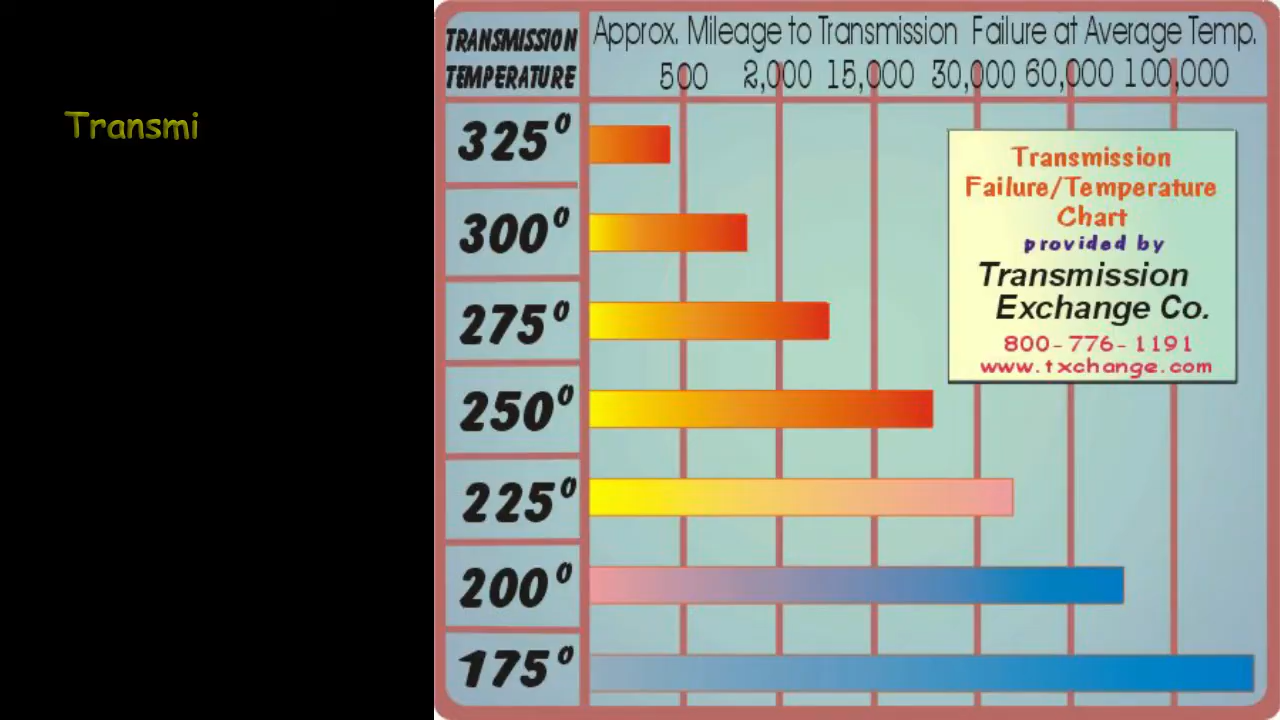 Transmi
TRANSMISSION
TEMPERATURE
Approx. Mileage to Transmission Failure at Average Temp.
500 2,000 15,000 30,000 60,000 100,000
325°
300°
275°
250°
225°
200°
175°
Transmission
Failure/Temperature
Chart
provided by
Transmission
Exchange Co.
800-776-1191
www.txchange.com